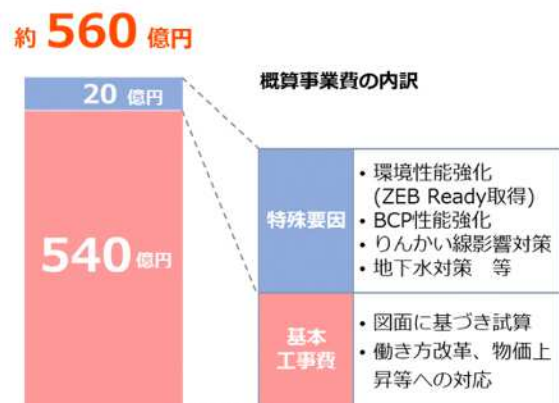 約 560 億円
20 億円
540 億円
概算事業費の内訳
特殊要因
• 環境性能強化
(ZEB Ready取得)
• BCP性能強化
• りんかい線影響対策
• 地下水対策　等
基本
工事費
• 図面に基づき試算
• 働き方改革、物価上
昇等への対応